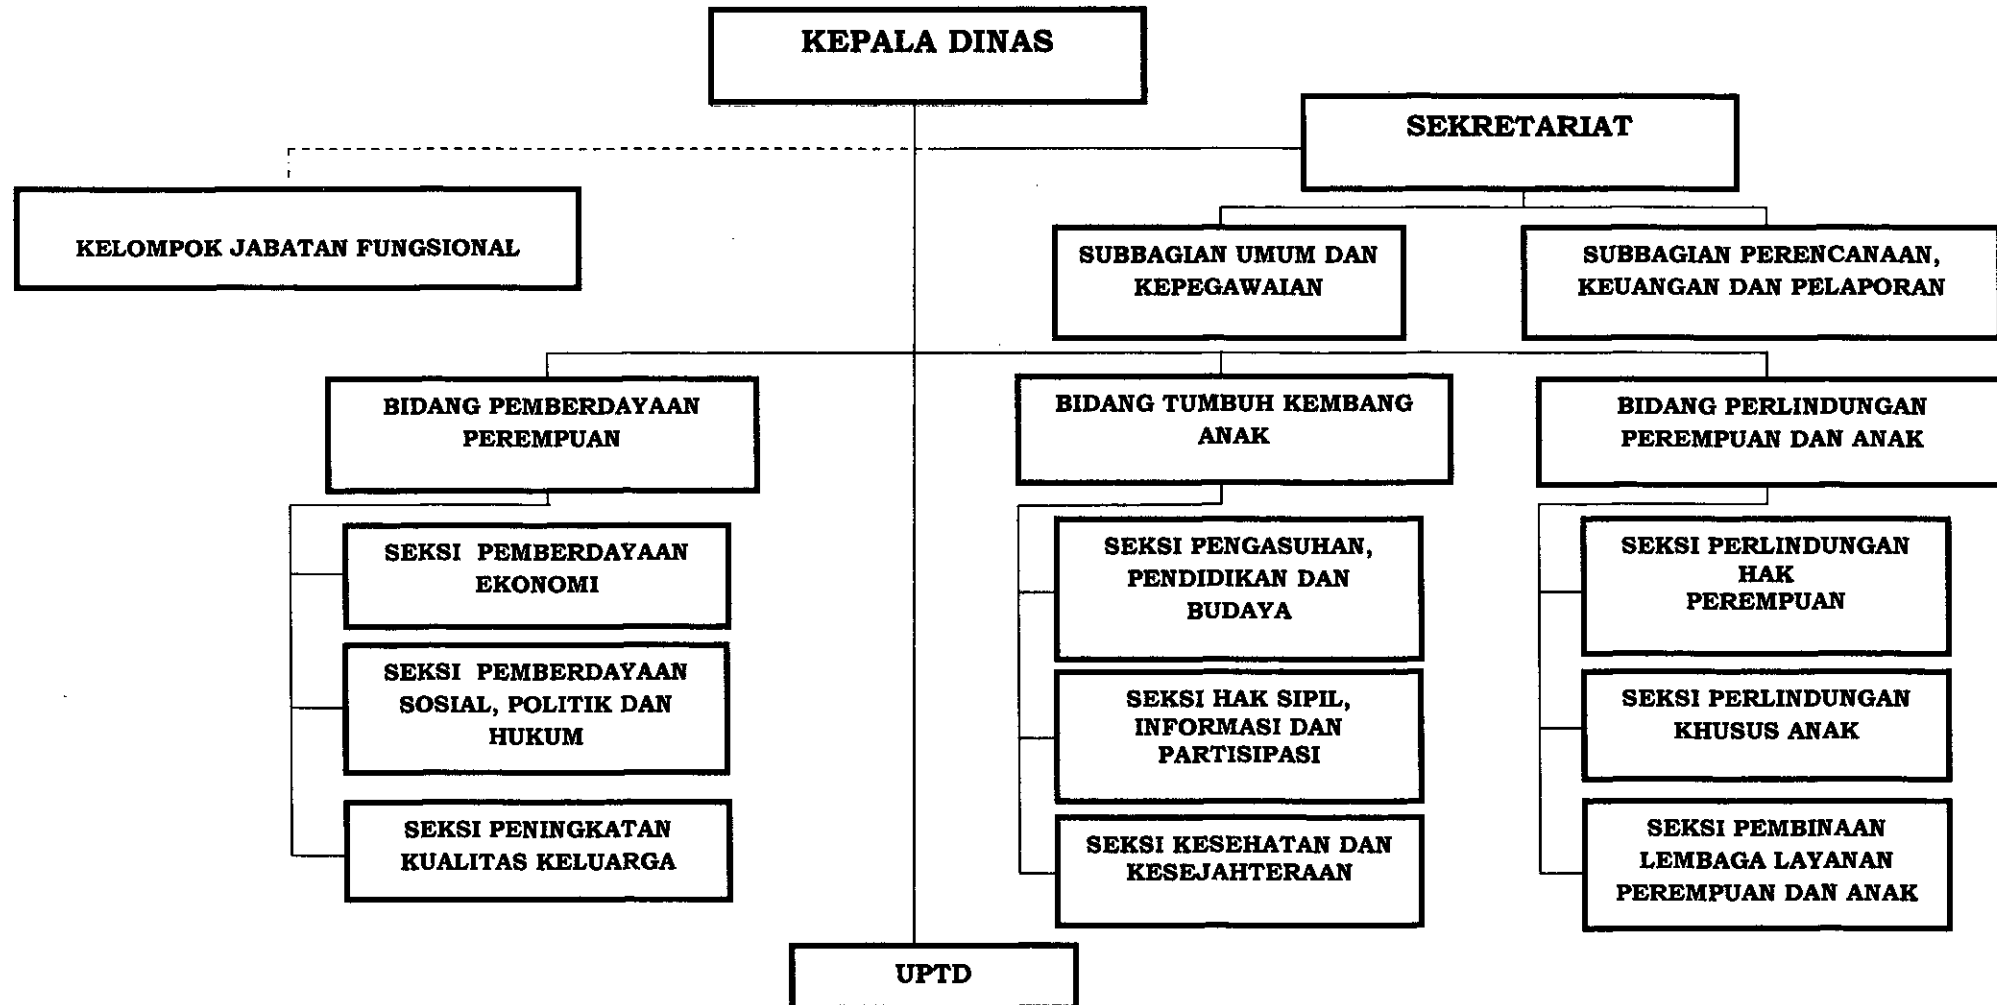 KEPALA DINAS
SEKRETARIAT
KELOMPOK JABATAN FUNGSIONAL
SUBBAGIAN UMUM DAN
KEPEGAWAIAN
SUBBAGIAN PERENCANAAN,
KEUANGAN DAN PELAPORAN
BIDANG PEMBERDAYAAN
PEREMPUAN
BIDANG TUMBUH KEMBANG
ANAK
BIDANG PERLINDUNGAN
PEREMPUAN DAN ANAK
SEKSI PEMBERDAYAAN
EKONOMI
SEKSI PEMBERDAYAAN
SOSIAL, POLITIK DAN
HUKUM
SEKSI PENINGKATAN
KUALITAS KELUARGA
SEKSI PENGASUHAN,
PENDIDIKAN DAN
BUDAYA
SEKSI HAK SIPIL,
INFORMASI DAN
PARTISIPASI
SEKSI KESEHATAN DAN
KESEJAHTERAAN
SEKSI PERLINDUNGAN
HAK
PEREMPUAN
SEKSI PERLINDUNGAN
KHUSUS ANAK
SEKSI PEMBINAAN
LEMBAGA LAYANAN
PEREMPUAN DAN ANAK
UPTD